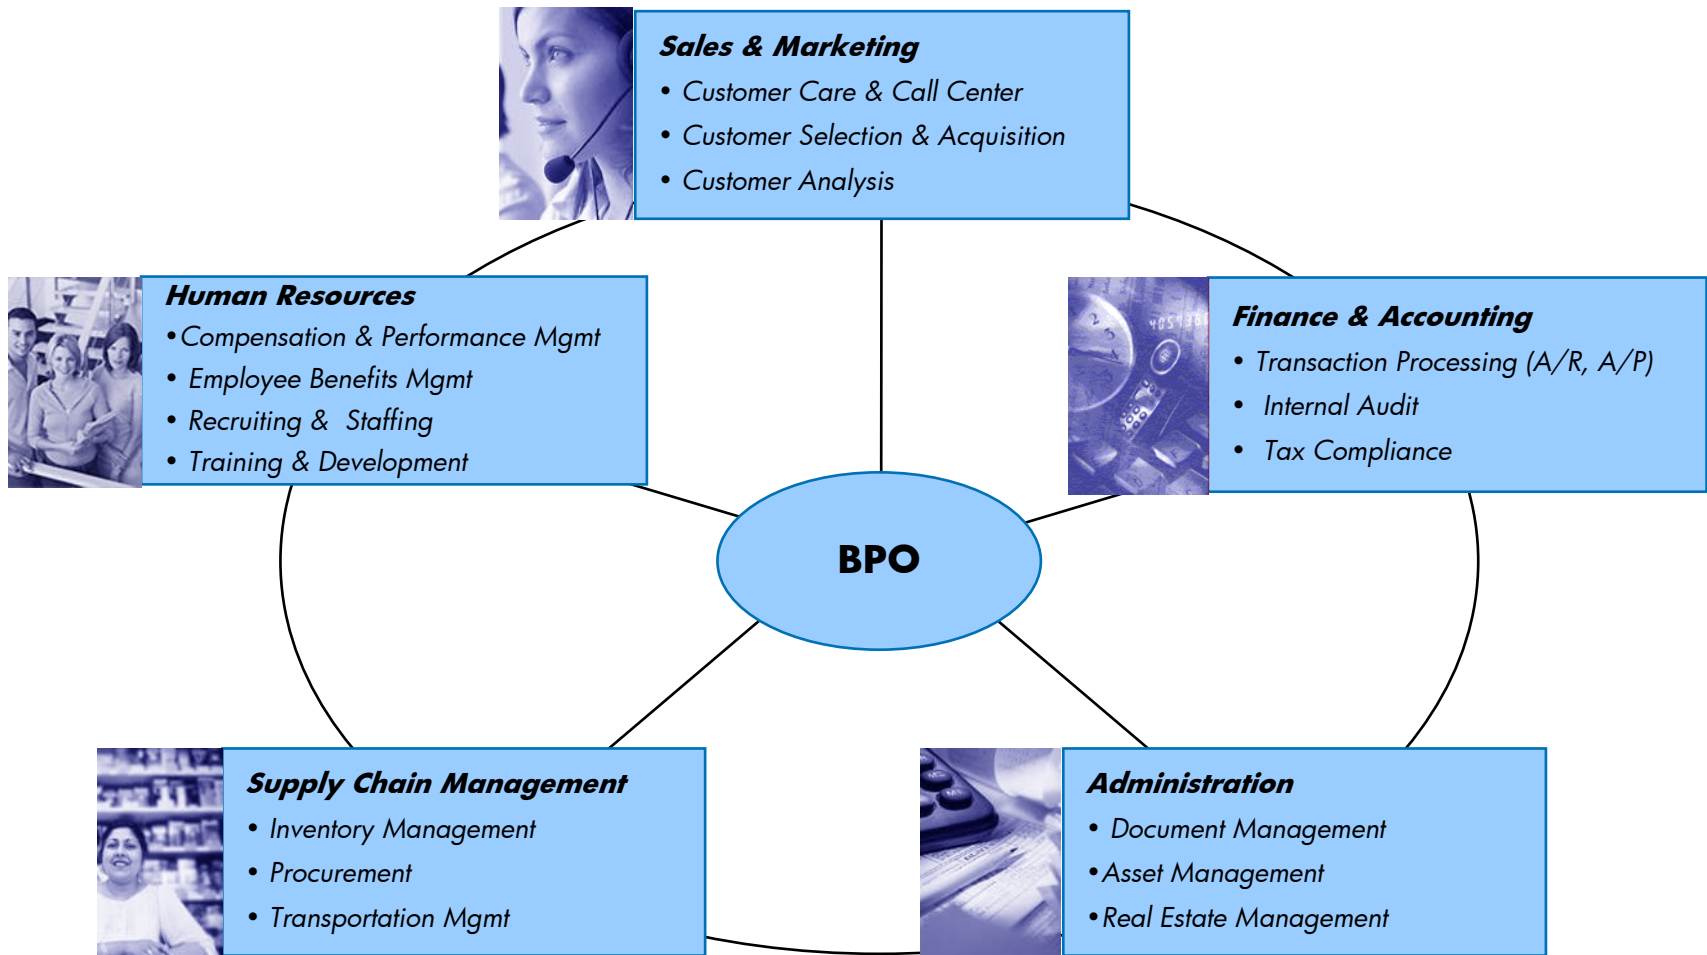 Sales & Marketing
• Customer Care & Call Center
• Customer Selection & Acquisition
• Customer Analysis
Human Resources
•Compensation & Performance Mgmt
• Employee Benefits Mgmt
• Recruiting & Staffing
• Training & Development
Finance & Accounting
• Transaction Processing (A/R, A/P)
• Internal Audit
• Tax Compliance
BPO
Supply Chain Management
• Inventory Management
• Procurement
• Transportation Mgmt
Administration
• Document Management
•Asset Management
•Real Estate Management